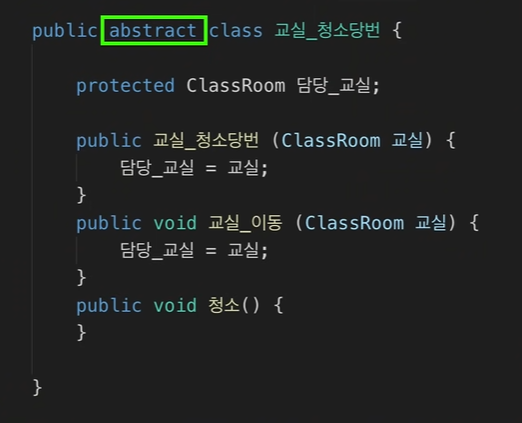 public abstract class 교실_청소당번 {
protected ClassRoom 담당_교실;
public 교실_청소당번 (ClassRoom 교실) {
담당_교실 = 교실;
}
public void 교실_이동 (ClassRoom 교실) {
담당_교실 = 교실;
}
public void 청소() {
}
}